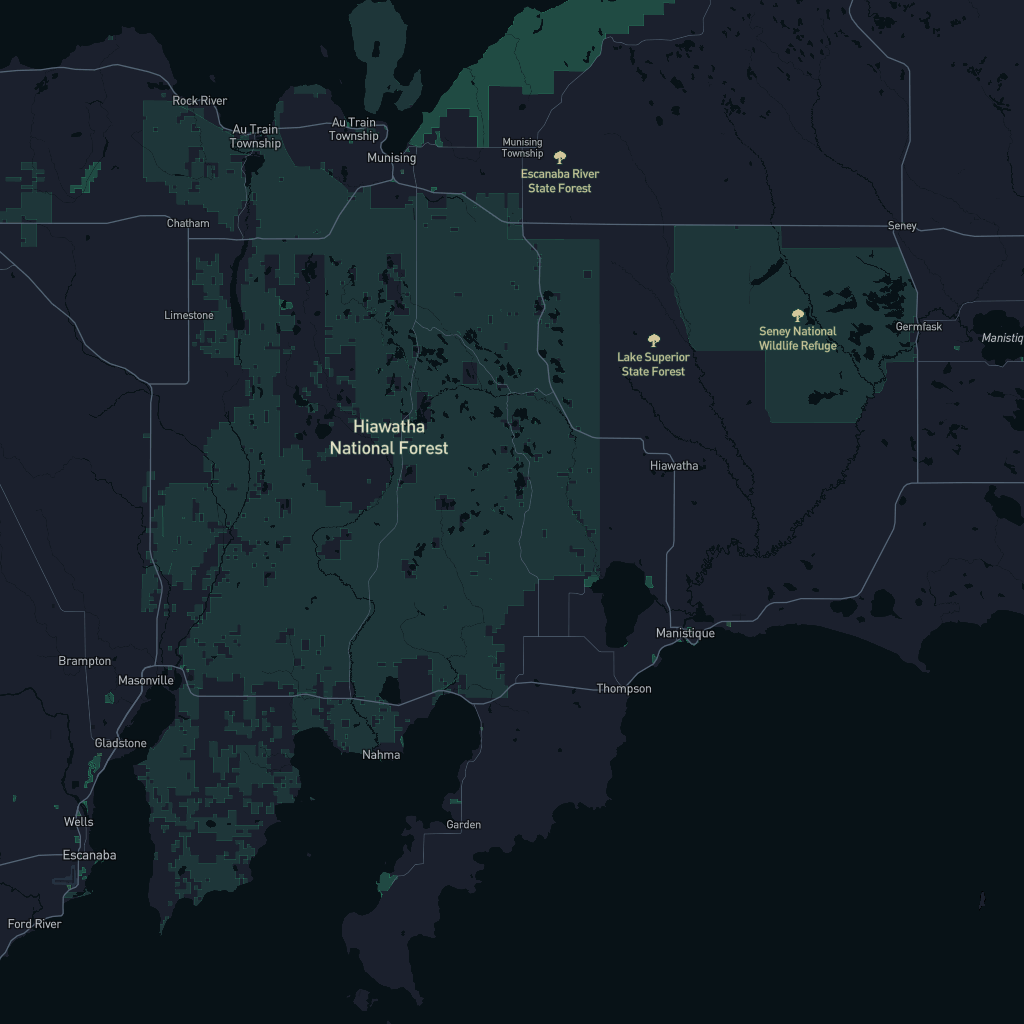 Rock River
Au Train
Township
Au Train
Township
Munising
Munising
Township
Escanaba River
State Forest
Chatham
Seney
Limestone
Seney National
Wildlife Refuge
Germfask
Manistiq
Lake Superior
State Forest
Hiawatha
National Forest
Hiawatha
Manistique
Brampton
Masonville
Thompson
Gladstone
Nahma
Wells
Garden
Escanaba
Ford River